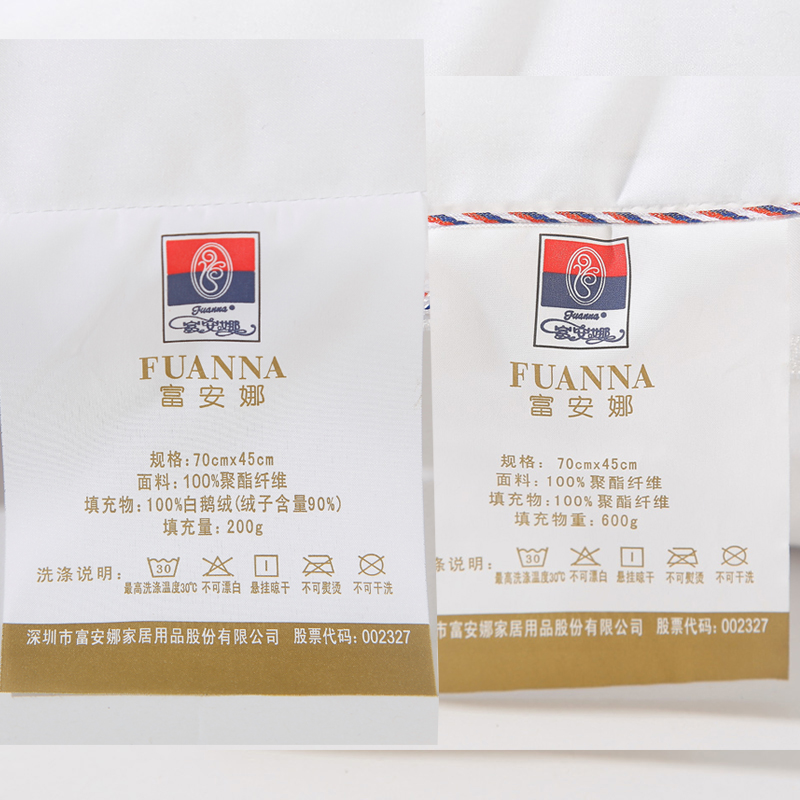 Fuanna
富安娜
FUANNA
富安娜
规格:70cmx45cm
面料:100%聚酯纤维
填充物:100%白鹅绒(绒子含量90%)
填充量:200g
洗涤说明:
30
最高洗涤温度30℃ 不可漂白 悬挂晾干 不可熨烫 不可干洗
深圳市富安娜家居用品股份有限公司 股票代码:002327
Fuanna
富安娜
FUANNA
富安娜
规格: 70cmx45cm
面料:100%聚酯纤维
填充物:100%聚酯纤维
填充物重:600g
涤说明:
30
最高洗涤温度30℃ 不可漂白 悬挂晾干 不可熨烫 不可干洗
市富安娜家居用品股份有限公司 股票代码:002327